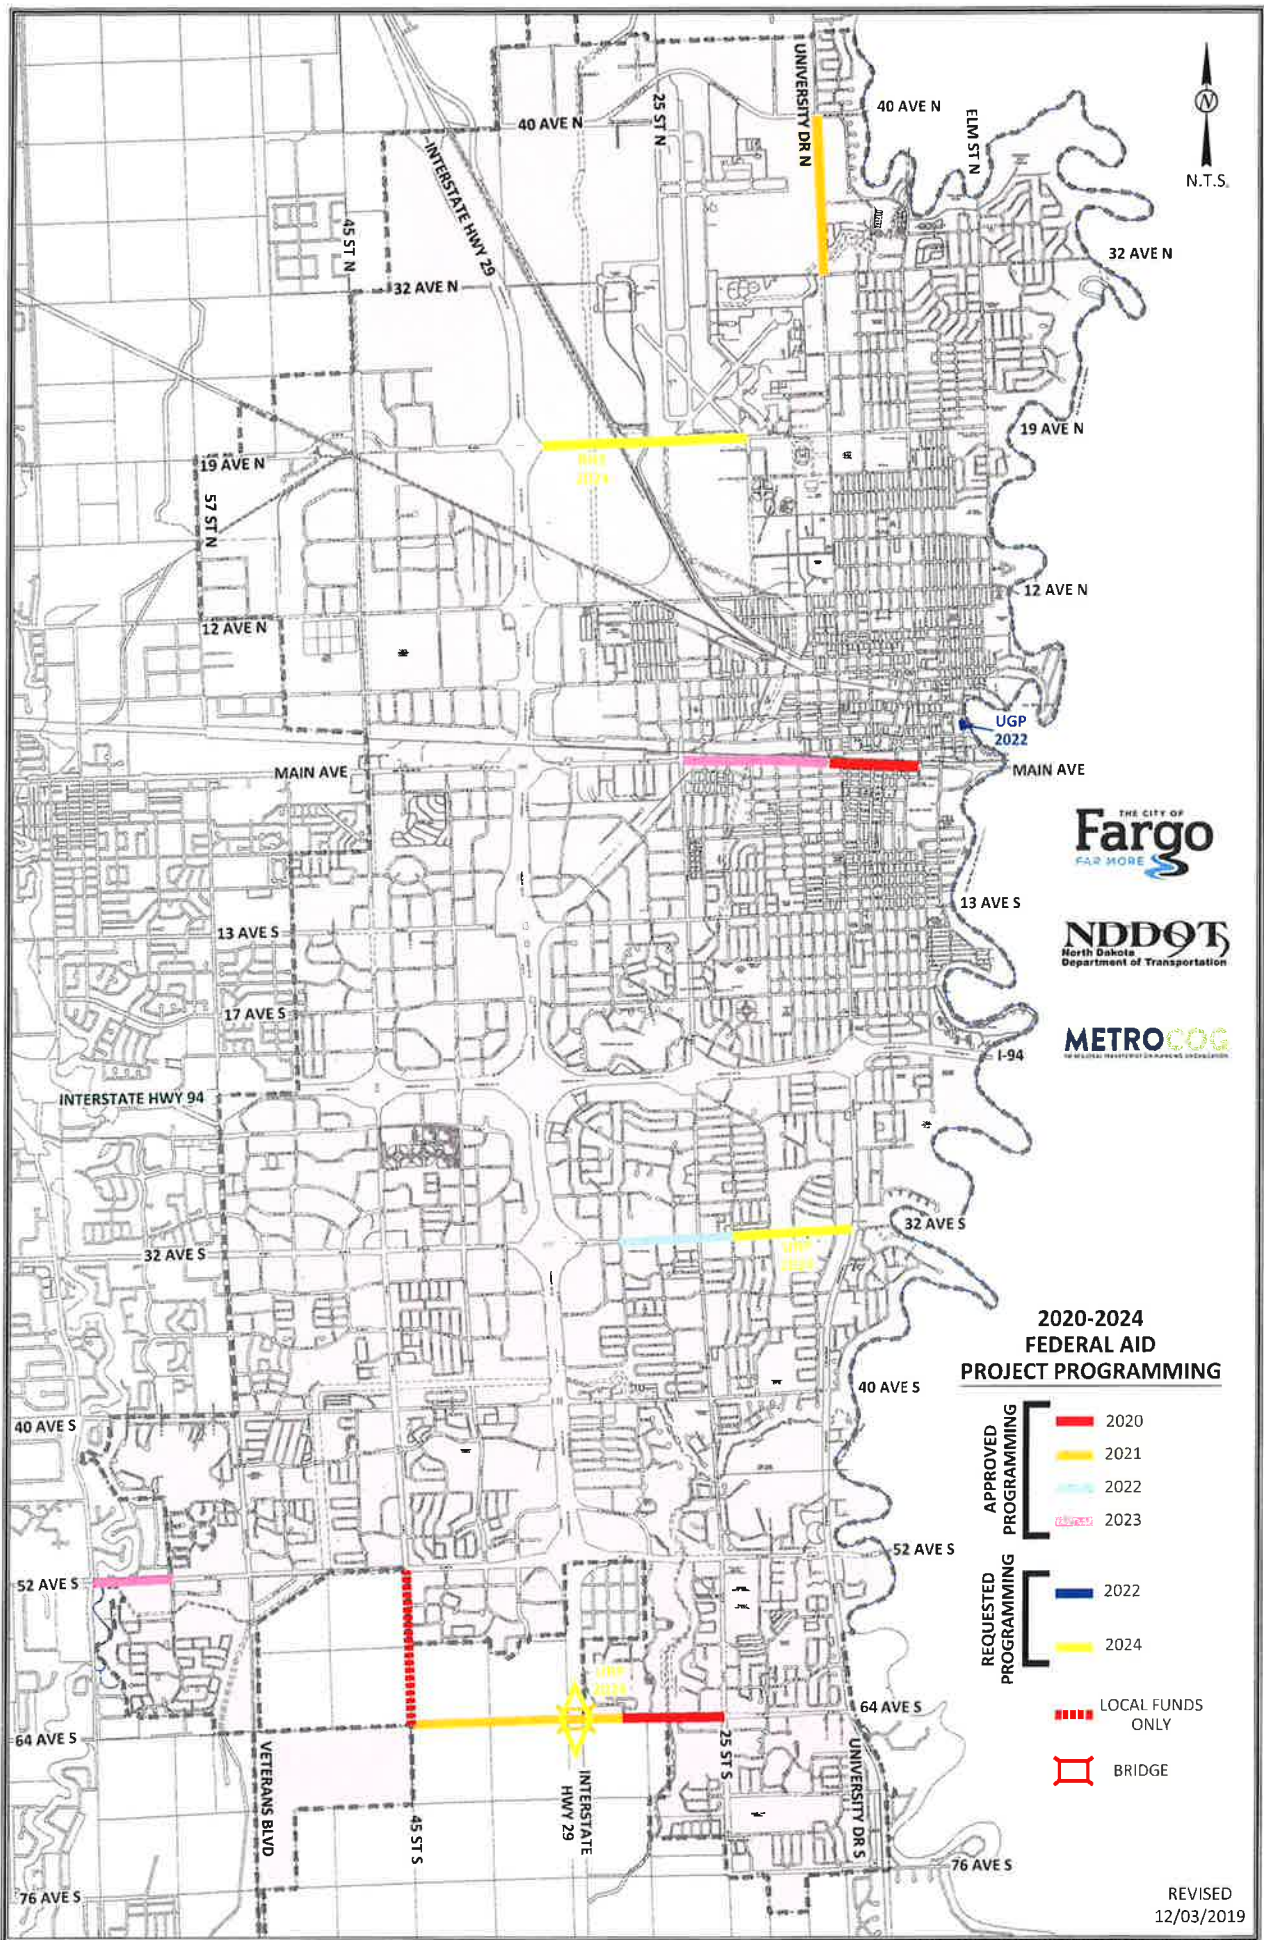 40 AVE N
25 ST N
UNIVERSITY DR N
40 AVE N
ELM ST N
N
N.T.S.
INTERSTATE HWY 29
45 ST N
32 AVE N
32 AVE N
19 AVE N
19 AVE N
2024
57 ST N
12 AVE N
12 AVE N
UGP
2022
MAIN AVE
MAIN AVE
THE CITY OF
Fargo
FAR MORE
13 AVE S
13 AVE S
NDDOT
North Dakota
Department of Transportation
17 AVE S
METROCOG
I-94
INTERSTATE HWY 94
32 AVE S
32 AVE S
2020-2024
FEDERAL AID
PROJECT PROGRAMMING
40 AVE S
40 AVE S
APPROVED
PROGRAMMING
2020
2021
2022
2023
52 AVE S
52 AVE S
REQUESTED
PROGRAMMING
2022
2024
64 AVE S
64 AVE S
LOCAL FUNDS
ONLY
BRIDGE
VETERANS BLVD
45 ST S
INTERSTATE
HWY 29
25 ST S
UNIVERSITY DR S
76 AVE S
76 AVE S
REVISED
12/03/2019